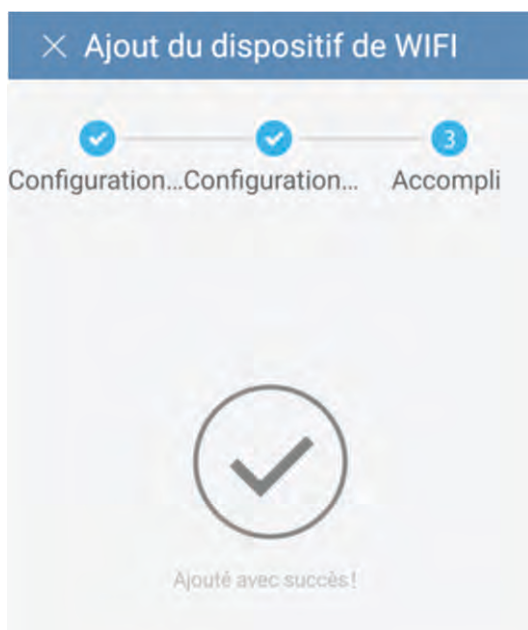 Ajout du dispositif de WIFI
3
Configuration...Configuration... Accompli
Ajouté avec succès!